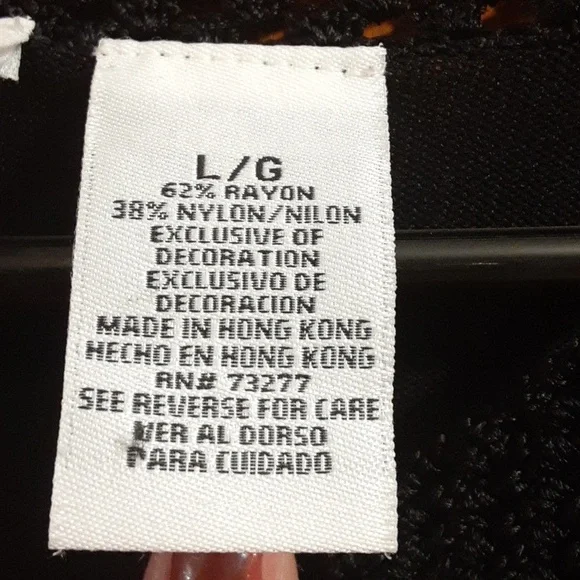 L/G
62% RAYON
38% NYLON/NILON
EXCLUSIVE OF
DECORATION
EXCLUSIVO DE
DECORACION
MADE IN HONG KONG
HECHO EN HONG KONG
RN# 73277
SEE REVERSE FOR CARE
VER AL DORSO
PARA CUIDADO